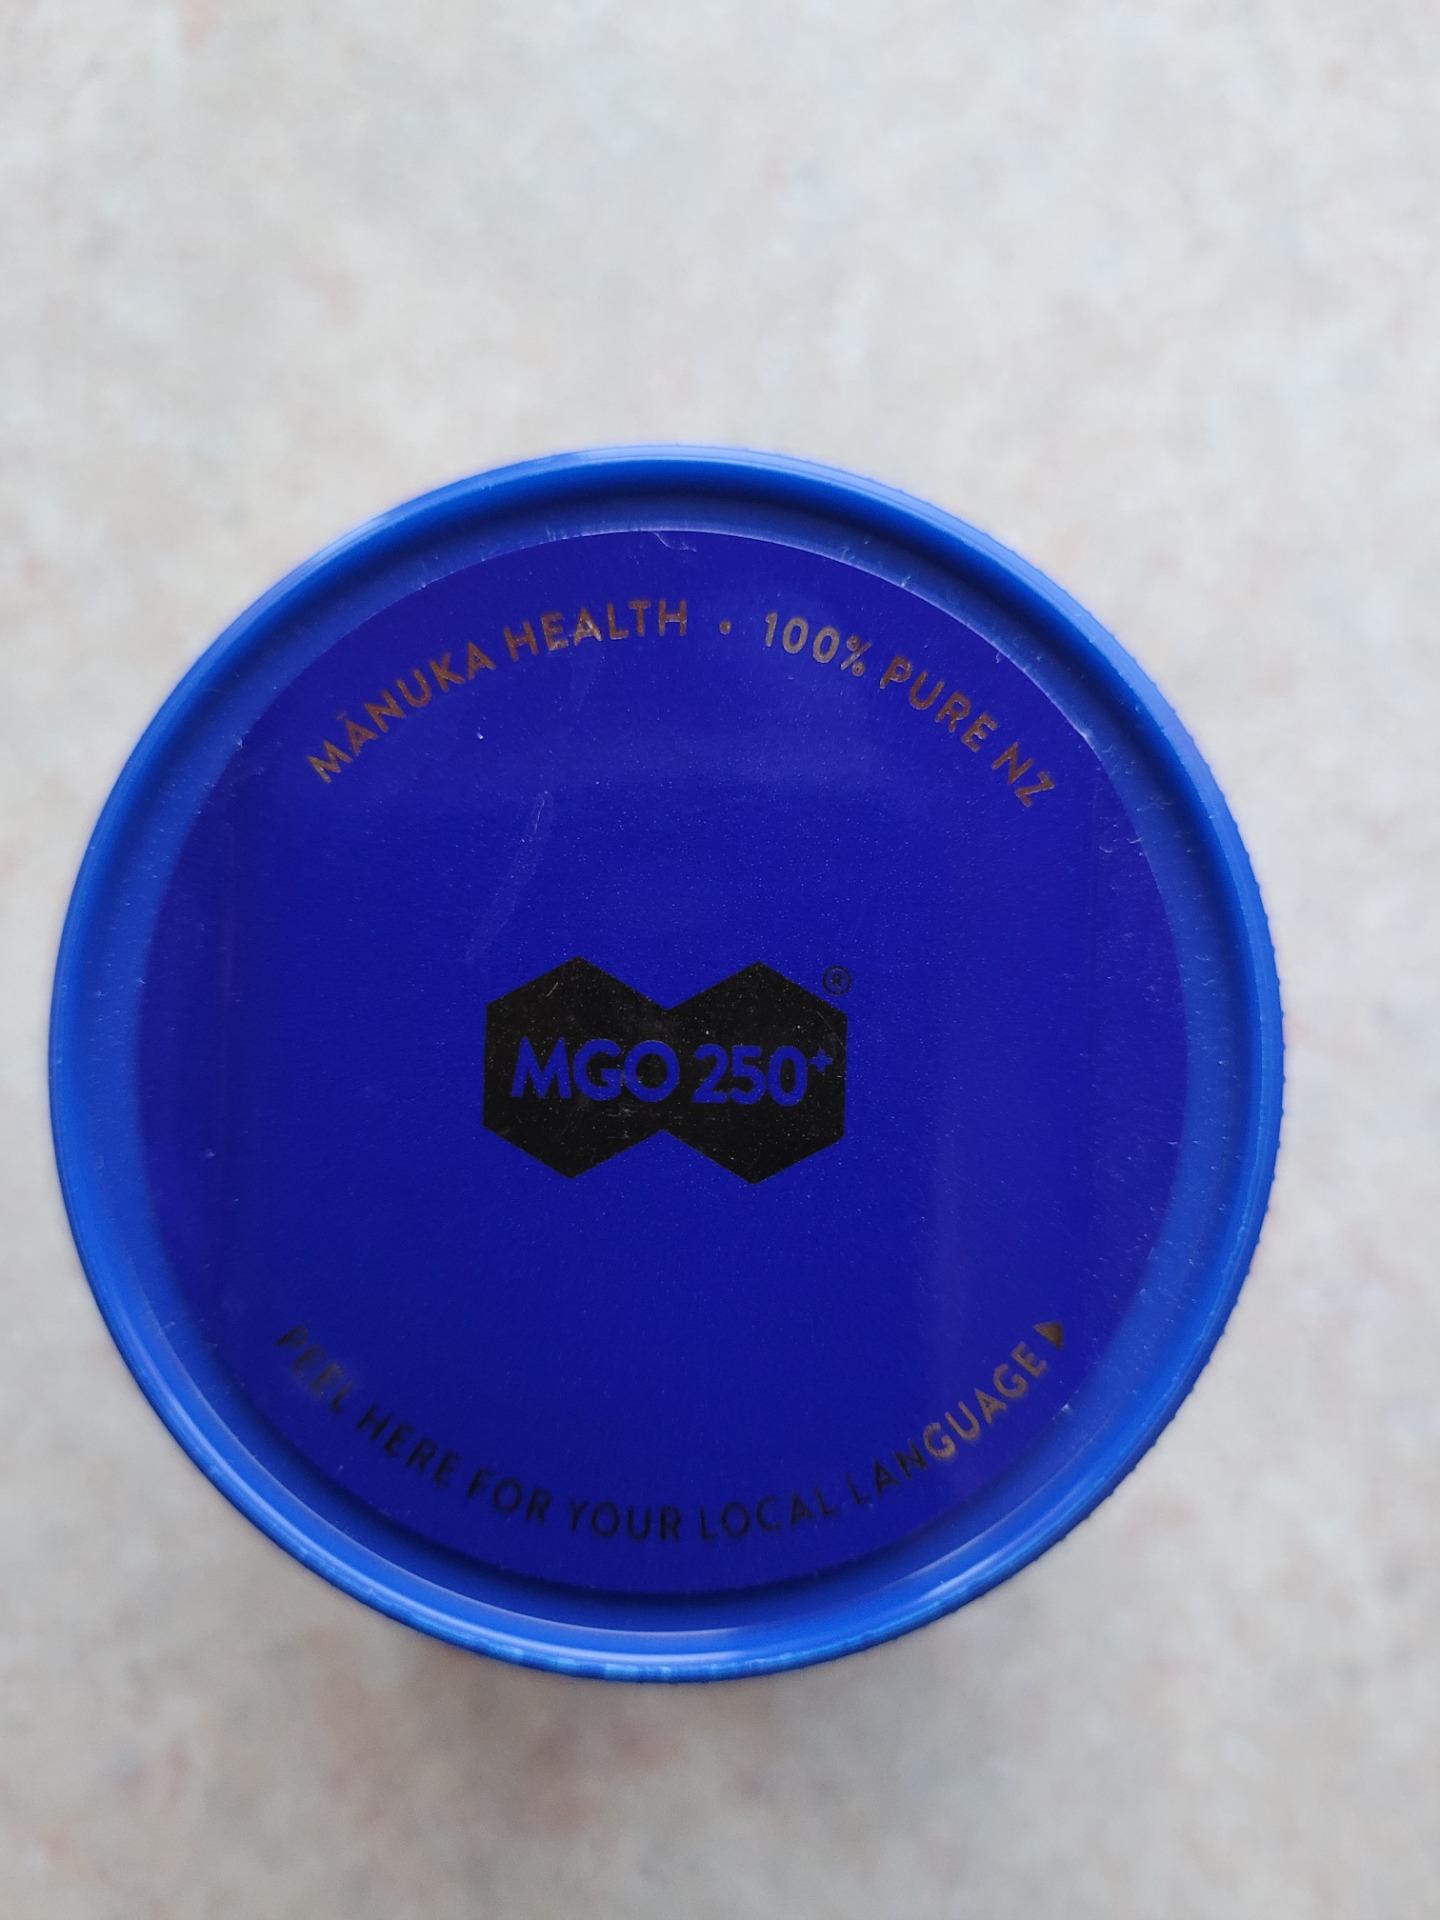 MĀNUKA HEALTH • 100% PURE NZ
MGO 250+®
PEEL HERE FOR YOUR LOCAL LANGUAGE ▶